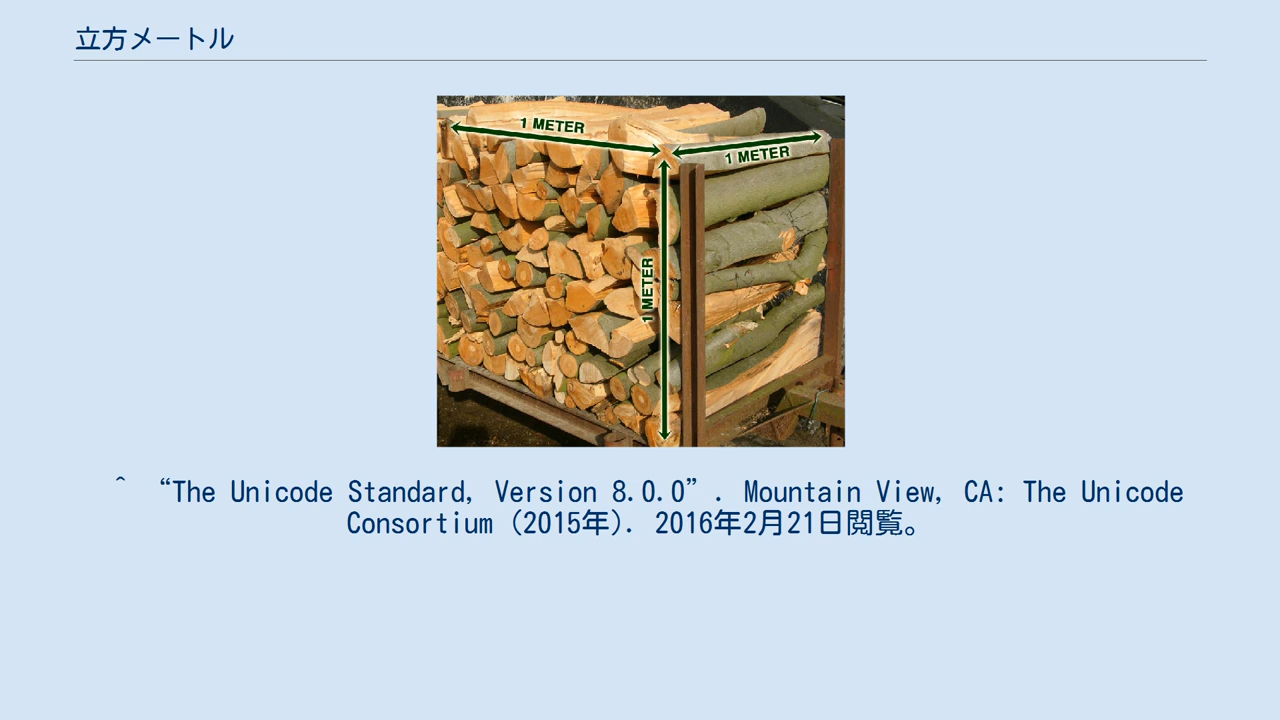 立方メートル
1 METER
1 METER
1 METER
^ “The Unicode Standard, Version 8.0.0”. Mountain View, CA: The Unicode
Consortium (2015年). 2016年2月21日閲覧。